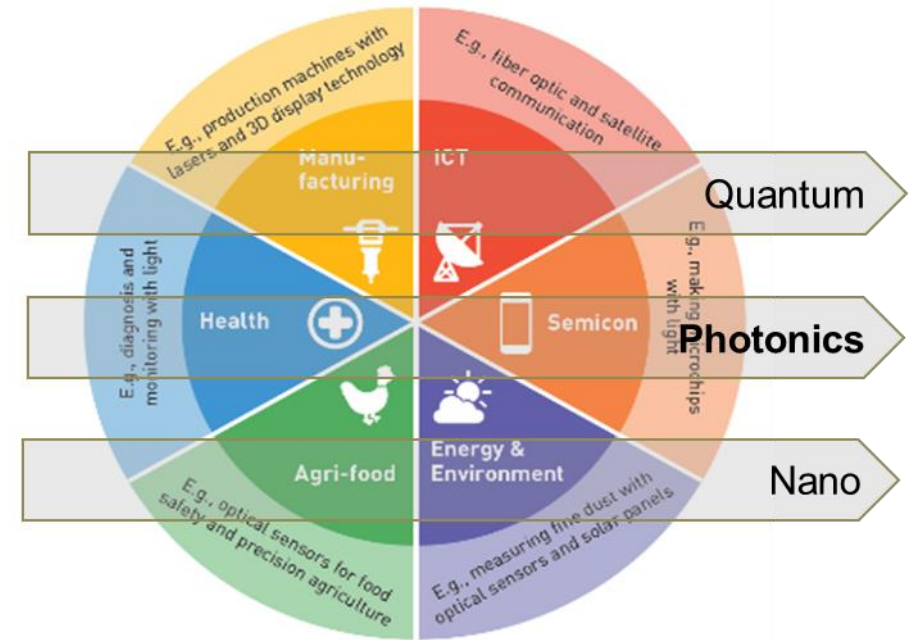 E.g., production machines with
lasers and 3D display technology
E.g., fiber optic and satellite
communication
Manu-
facturing
ICT
Quantum
E.g., diagnosis and
monitoring with light
Health
Semicon
E.g., making microchips
with light
Photonics
Agri-food
Energy &
Environment
Nano
E.g., optical sensors for food
safety and precision agriculture
E.g., measuring fine dust with
optical sensors and solar panels